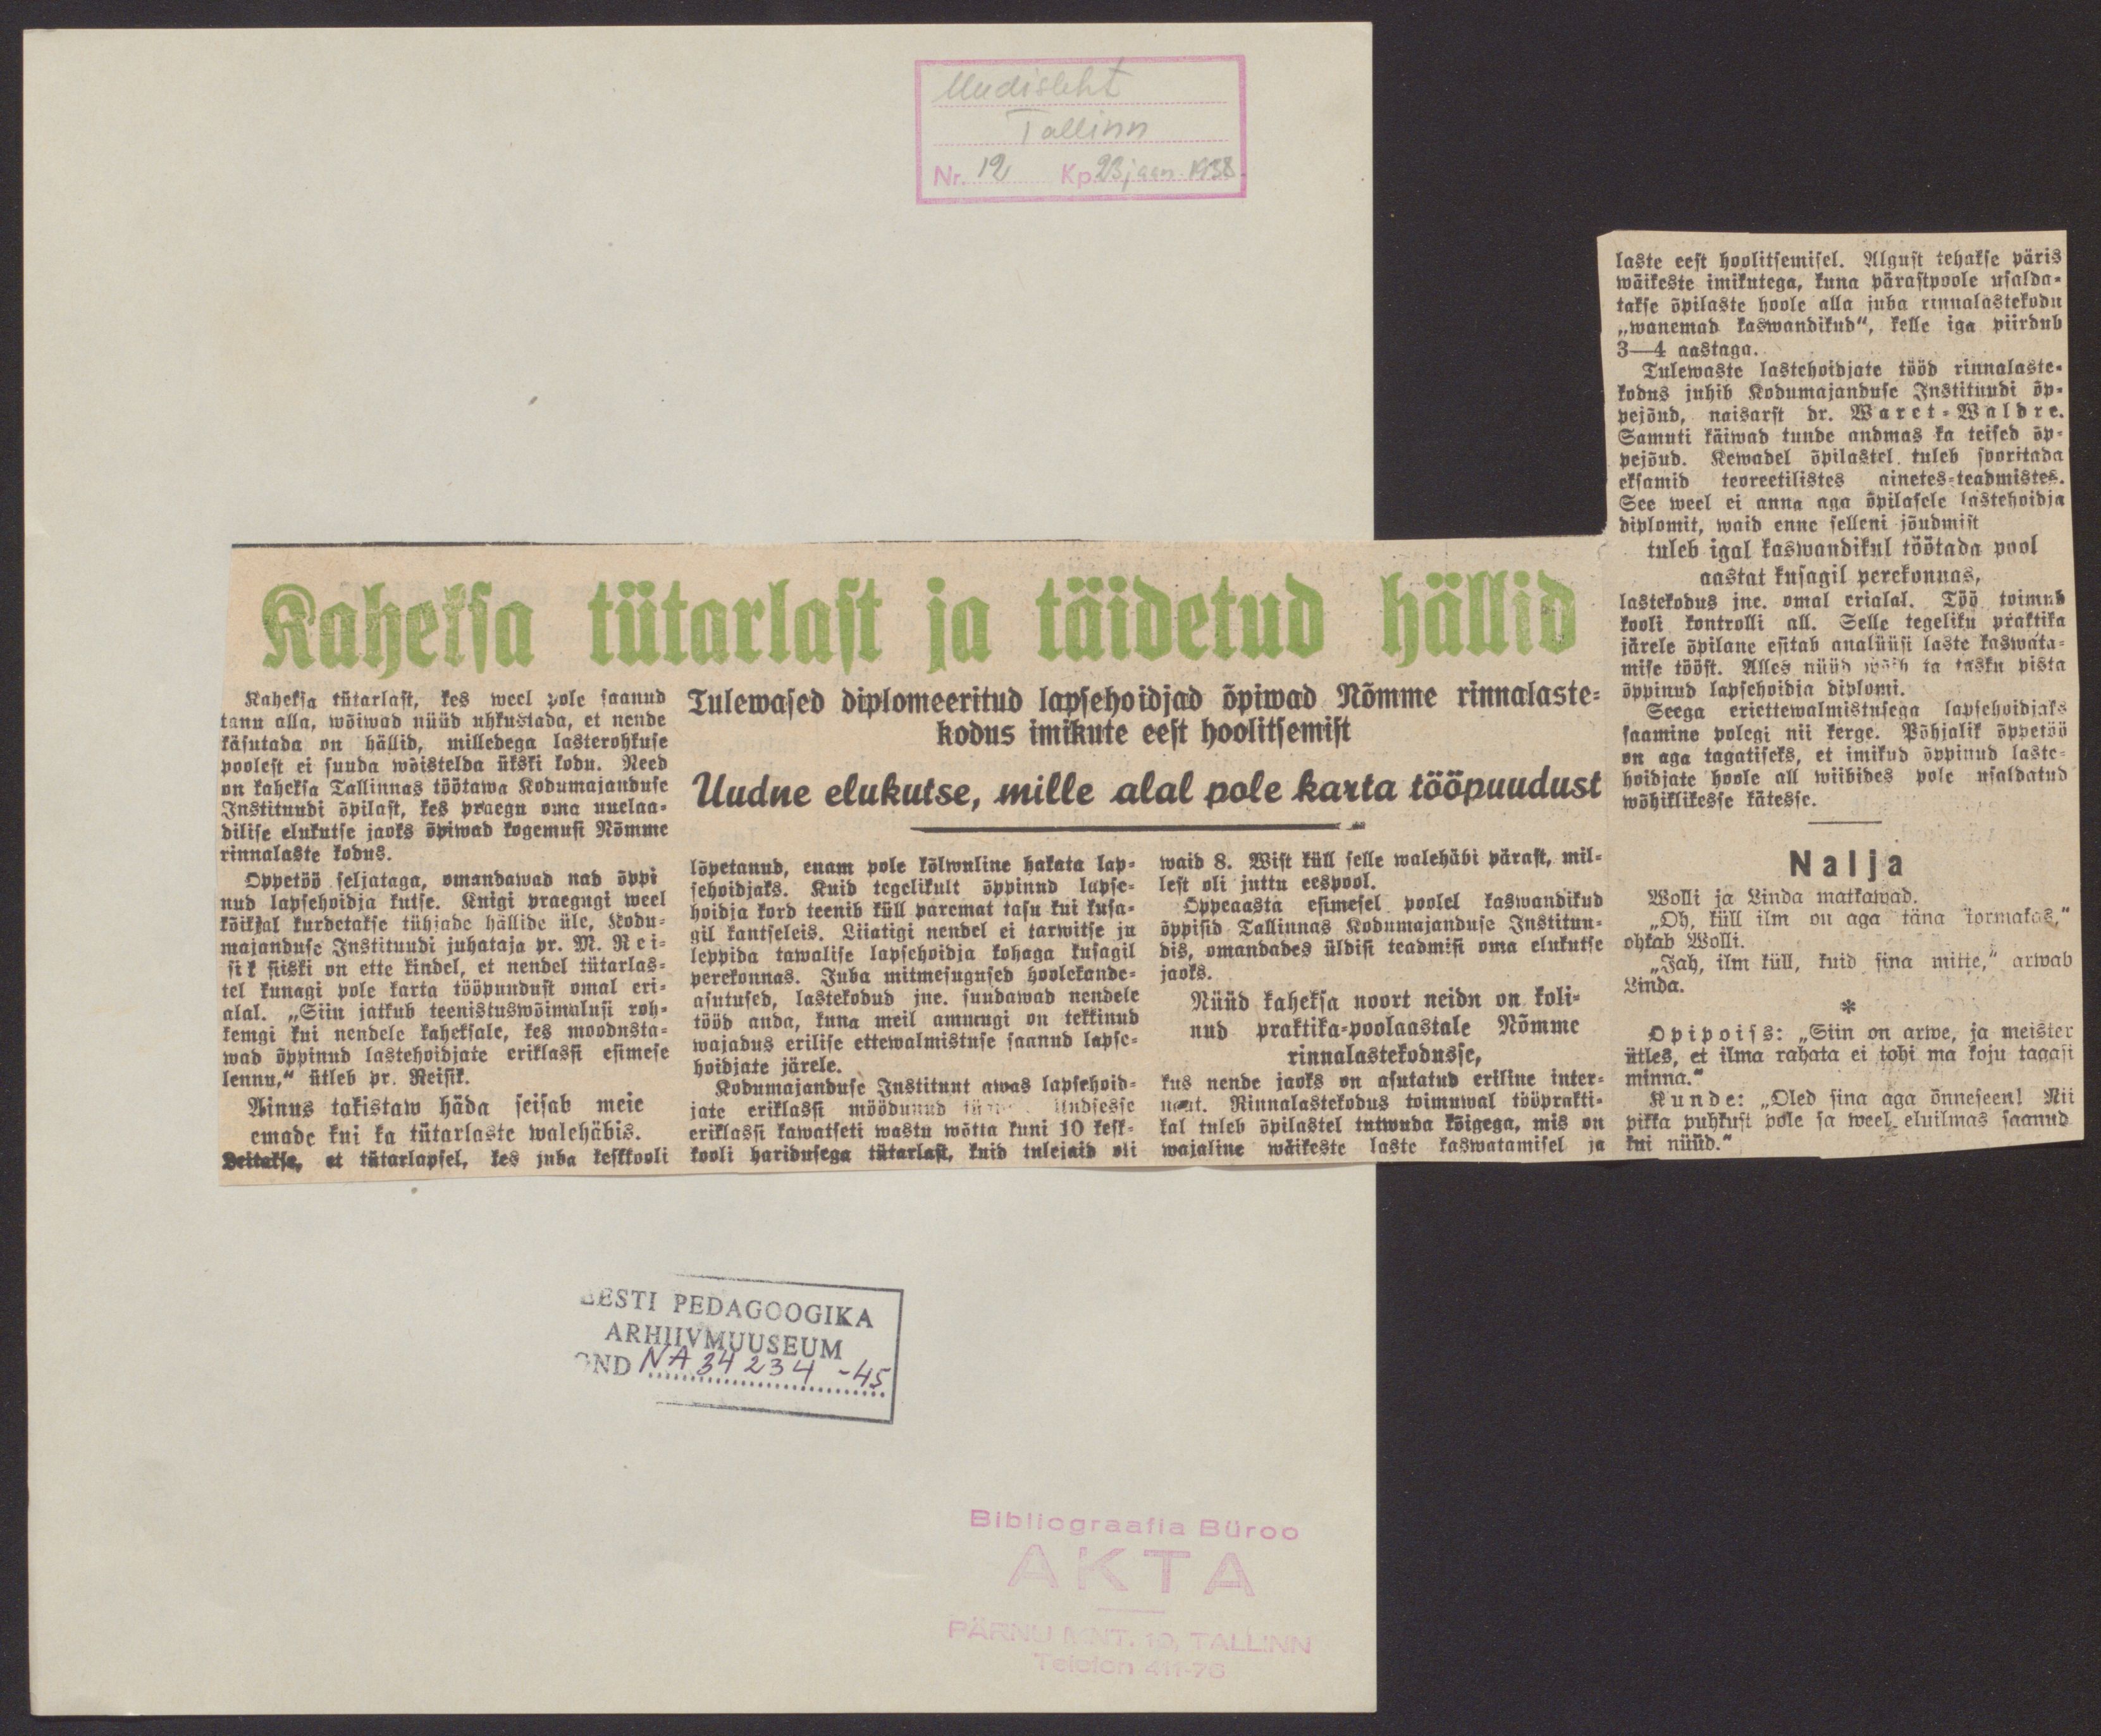 Uudisleht
Tallinn
Nr. 12 Kp. 23 jaan. 1938
Kaheksa tütarlast ja täidetud hällid
Tulewased diplomeeritud lapsehoidjad õpiwad Nõmme rinnalaste-
kodus imikute eest hoolitsemist
Uudne elukutse, mille alal pole karta tööpuudust
Kaheksa tütarlast, kes weel pole saanud
tanu alla, wõiwad nüüd uhkustada, et nende
käsutada on hällid, milledega lasterohkuse
poolest ei suuda wõistelda ükski kodu. Need
on kaheksa Tallinnas töötawa Kodumajanduse
Instituudi õpilast, kes praegu oma uuelaa-
dilise elukutse jaoks õpiwad kogemusi Nõmme
rinnalaste kodus.
Õppetöö seljataga, omandawad nad õppi
nud lapsehoidja kutse. Kuigi praegugi weel
kõikjal kurdetakse tühjade hällide üle, Kodu-
majanduse Instituudi juhataja pr. M. Rei-
sik siiski on ette kindel, et nendel tütarlas-
tel kunagi pole karta tööpuudust omal eri-
alal. „Siin jatkub teenistuswõimalusi roh-
kemgi kui nendele kaheksale, kes moodusta-
wad õppinud lastehoidjate eriklassi esimese
lennu,“ ütleb pr. Reisik.
Ainus takistaw häda seisab meie
emade kui ka tütarlaste walehäbis.
Peitakse, et tütarlapsel, kes juba keskkooli
lõpetanud, enam pole kõlwuline hakata lap-
sehoidjaks. Kuid tegelikult õppinud lapse-
hoidja kord teenib küll paremat tasu kui kusa-
gil kantseleis. Liiatigi nendel ei tarwitse ju
leppida tawalise lapsehoidja kohaga kusagil
perekonnas. Juba mitmesugused hoolekande-
asutused, lastekodud jne. suudawad nendele
tööd anda, kuna meil ammugi on tekkinud
wajadus erilise ettewalmistuse saanud lapse-
hoidjate järele.
Kodumajanduse Instituut awas lapsehoid-
jate eriklassi möödunud Uudsesse
eriklassi kawatseti wastu wõtta kuni 10 kesk-
kooli haridusega tütarlast, kuid tulejaid oli
waid 8. Wist küll selle walehäbi pärast, mil-
lest oli juttu eespool.
Õppeaasta esimesel poolel kaswandikud
õppisid Tallinnas Kodumajanduse Instituu-
dis, omandades üldisi teadmisi oma elukutse
jaoks.
Nüüd kaheksa noort neidu on koli-
nud praktika-poolaastale Nõmme
rinnalastekodusse,
kus nende jaoks on asutatud eriline inter-
naat. Rinnalastekodus toimuwal tööprakti-
kal tuleb õpilastel tutwuda kõigega, mis on
wajaline wäikeste laste kaswatamisel ja
laste eest hoolitsemisel. Algust tehakse päris
wäikeste imikutega, kuna pärastpoole usalda-
takse õpilaste hoole alla juba rinnalastekodu
„wanemad kaswandikud“, kelle iga piirdub
3—4 aastaga.
Tulewaste lastehoidjate tööd rinnalaste-
kodus juhib Kodumajanduse Instituudi õp-
pejõud, naisarst dr. Waret-Waldre.
Samuti käiwad tunde andmas ka teised õp-
pejõud. Kewadel õpilastel tuleb sooritada
eksamid teoreetilistes ainetes-teadmistes.
See weel ei anna aga õpilasele lastehoidja
diplomit, waid enne selleni jõudmist
tuleb igal kaswandikul töötada pool
aastat kusagil perekonnas,
lastekodus jne. omal erialal. Töö toimub
kooli kontrolli all. Selle tegeliku praktika
järele õpilane esitab analüüsi laste kaswata-
mise tööst. Alles nüüd wõib ta tasku pista
õppinud lapsehoidja diplomi.
Seega eriettewalmistusega lapsehoidjaks
saamine polegi nii kerge. Põhjalik õppetöö
on aga tagatiseks, et imikud õppinud laste-
hoidjate hoole all wiibides pole usaldatud
wõhiklikesse kätesse.
Nalja
Wolli ja Linda matkawad.
„Oh, küll ilm on aga täna tormakas,“
ohkab Wolli.
„Jah, ilm küll, kuid sina mitte,“ arwab
Linda.
*
Õpipoiss: „Siin on arwe, ja meister
ütles, et ilma rahata ei tohi ma koju tagasi
minna.“
Kunde: „Oled sina aga õnneseen! Nii
pikka puhkust pole sa weel eluilmas saanud
kui nüüd.“
EESTI PEDAGOOGIKA
ARHIIVMUUSEUM
OND NA 34 234 -45
Bibliograafia Büroo
AKTA
PÄRNU MNT. 10, TALLINN
Telefon 411-76